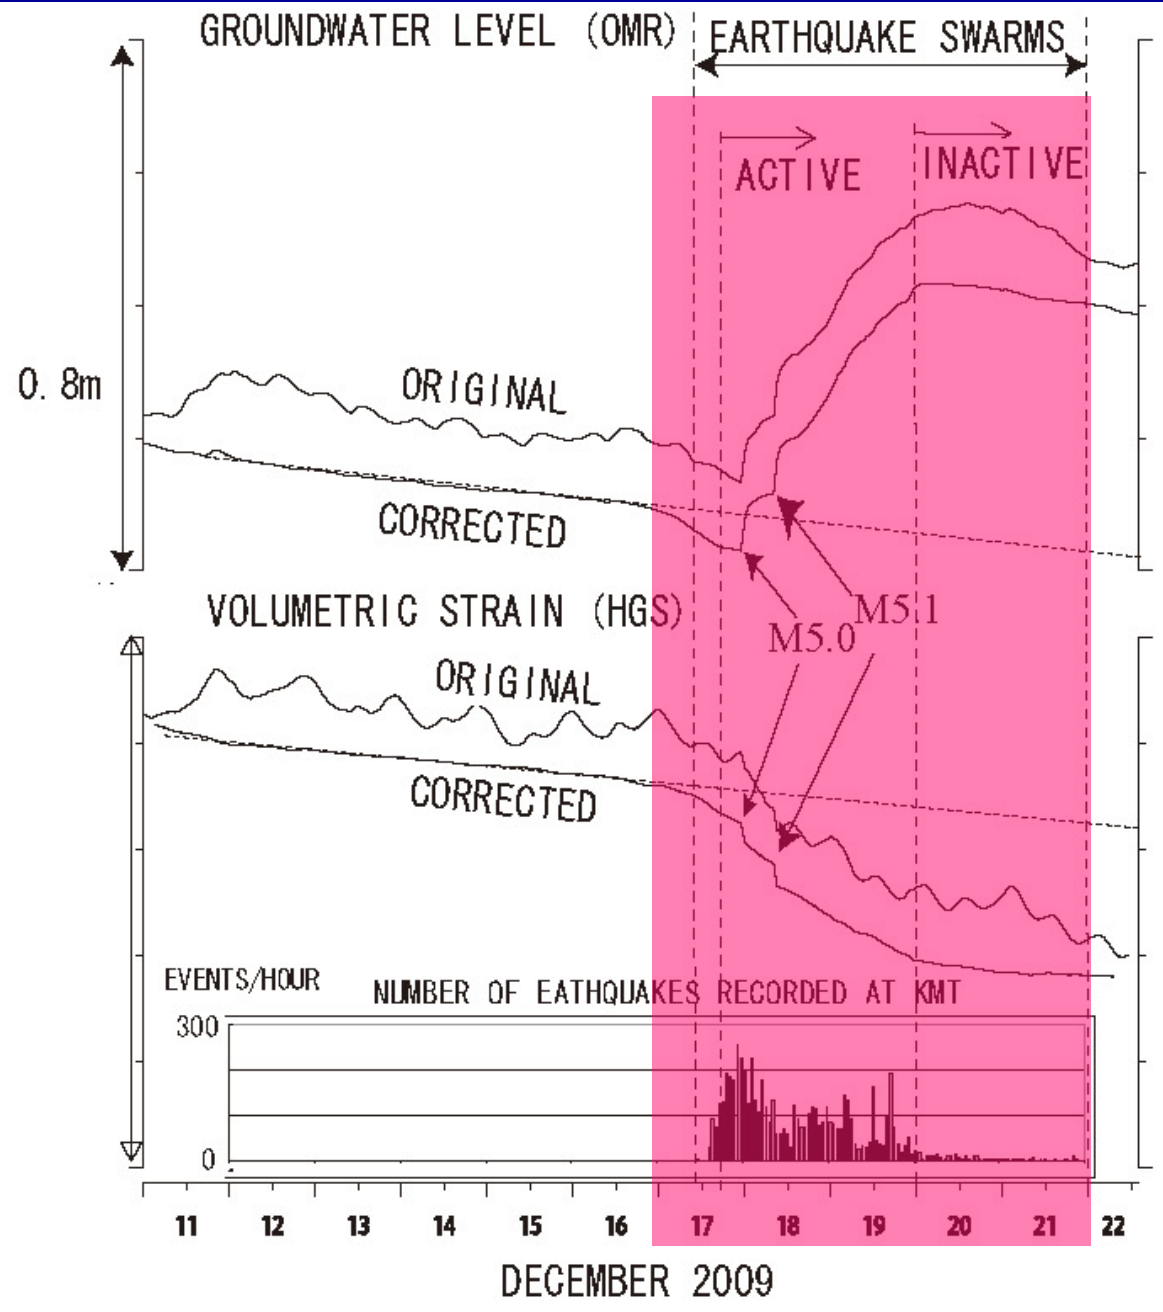 GROUNDWATER LEVEL (OMR)
EARTHQUAKE SWARMS
ACTIVE
INACTIVE
0.8m
ORIGINAL
CORRECTED
M5.1
M5.0
VOLUMETRIC STRAIN (HGS)
ORIGINAL
CORRECTED
EVENTS/HOUR
NUMBER OF EATHQUAKES RECORDED AT KMT
300
0
11 12 13 14 15 16 17 18 19 20 21 22
DECEMBER 2009